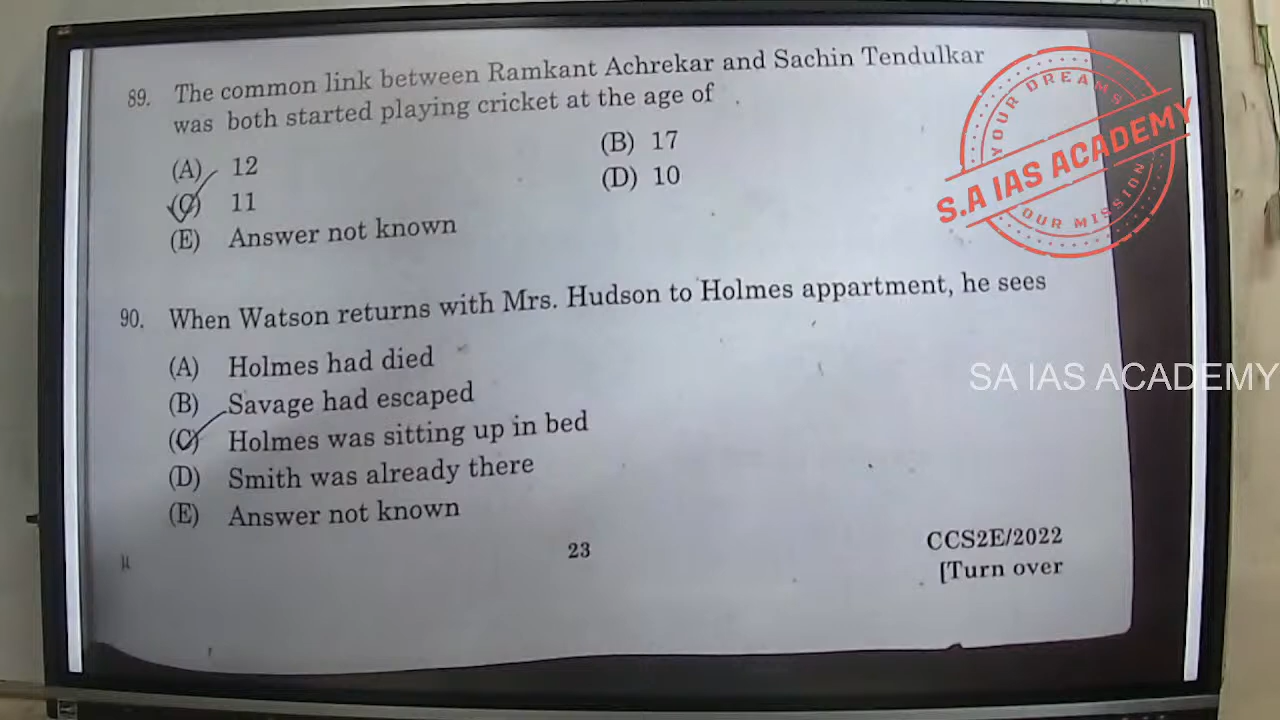 89. The common link between Ramkant Achrekar and Sachin Tendulkar
was both started playing cricket at the age of
(A) 12 (B) 17
(C) 11 (D) 10
(E) Answer not known
90. When Watson returns with Mrs. Hudson to Holmes appartment, he sees
(A) Holmes had died
(B) Savage had escaped
(C) Holmes was sitting up in bed
(D) Smith was already there
(E) Answer not known
23
CCS2E/2022
[Turn over
YOUR DREAMS
S.A IAS ACADEMY
OUR MISSION
SA IAS ACADEMY